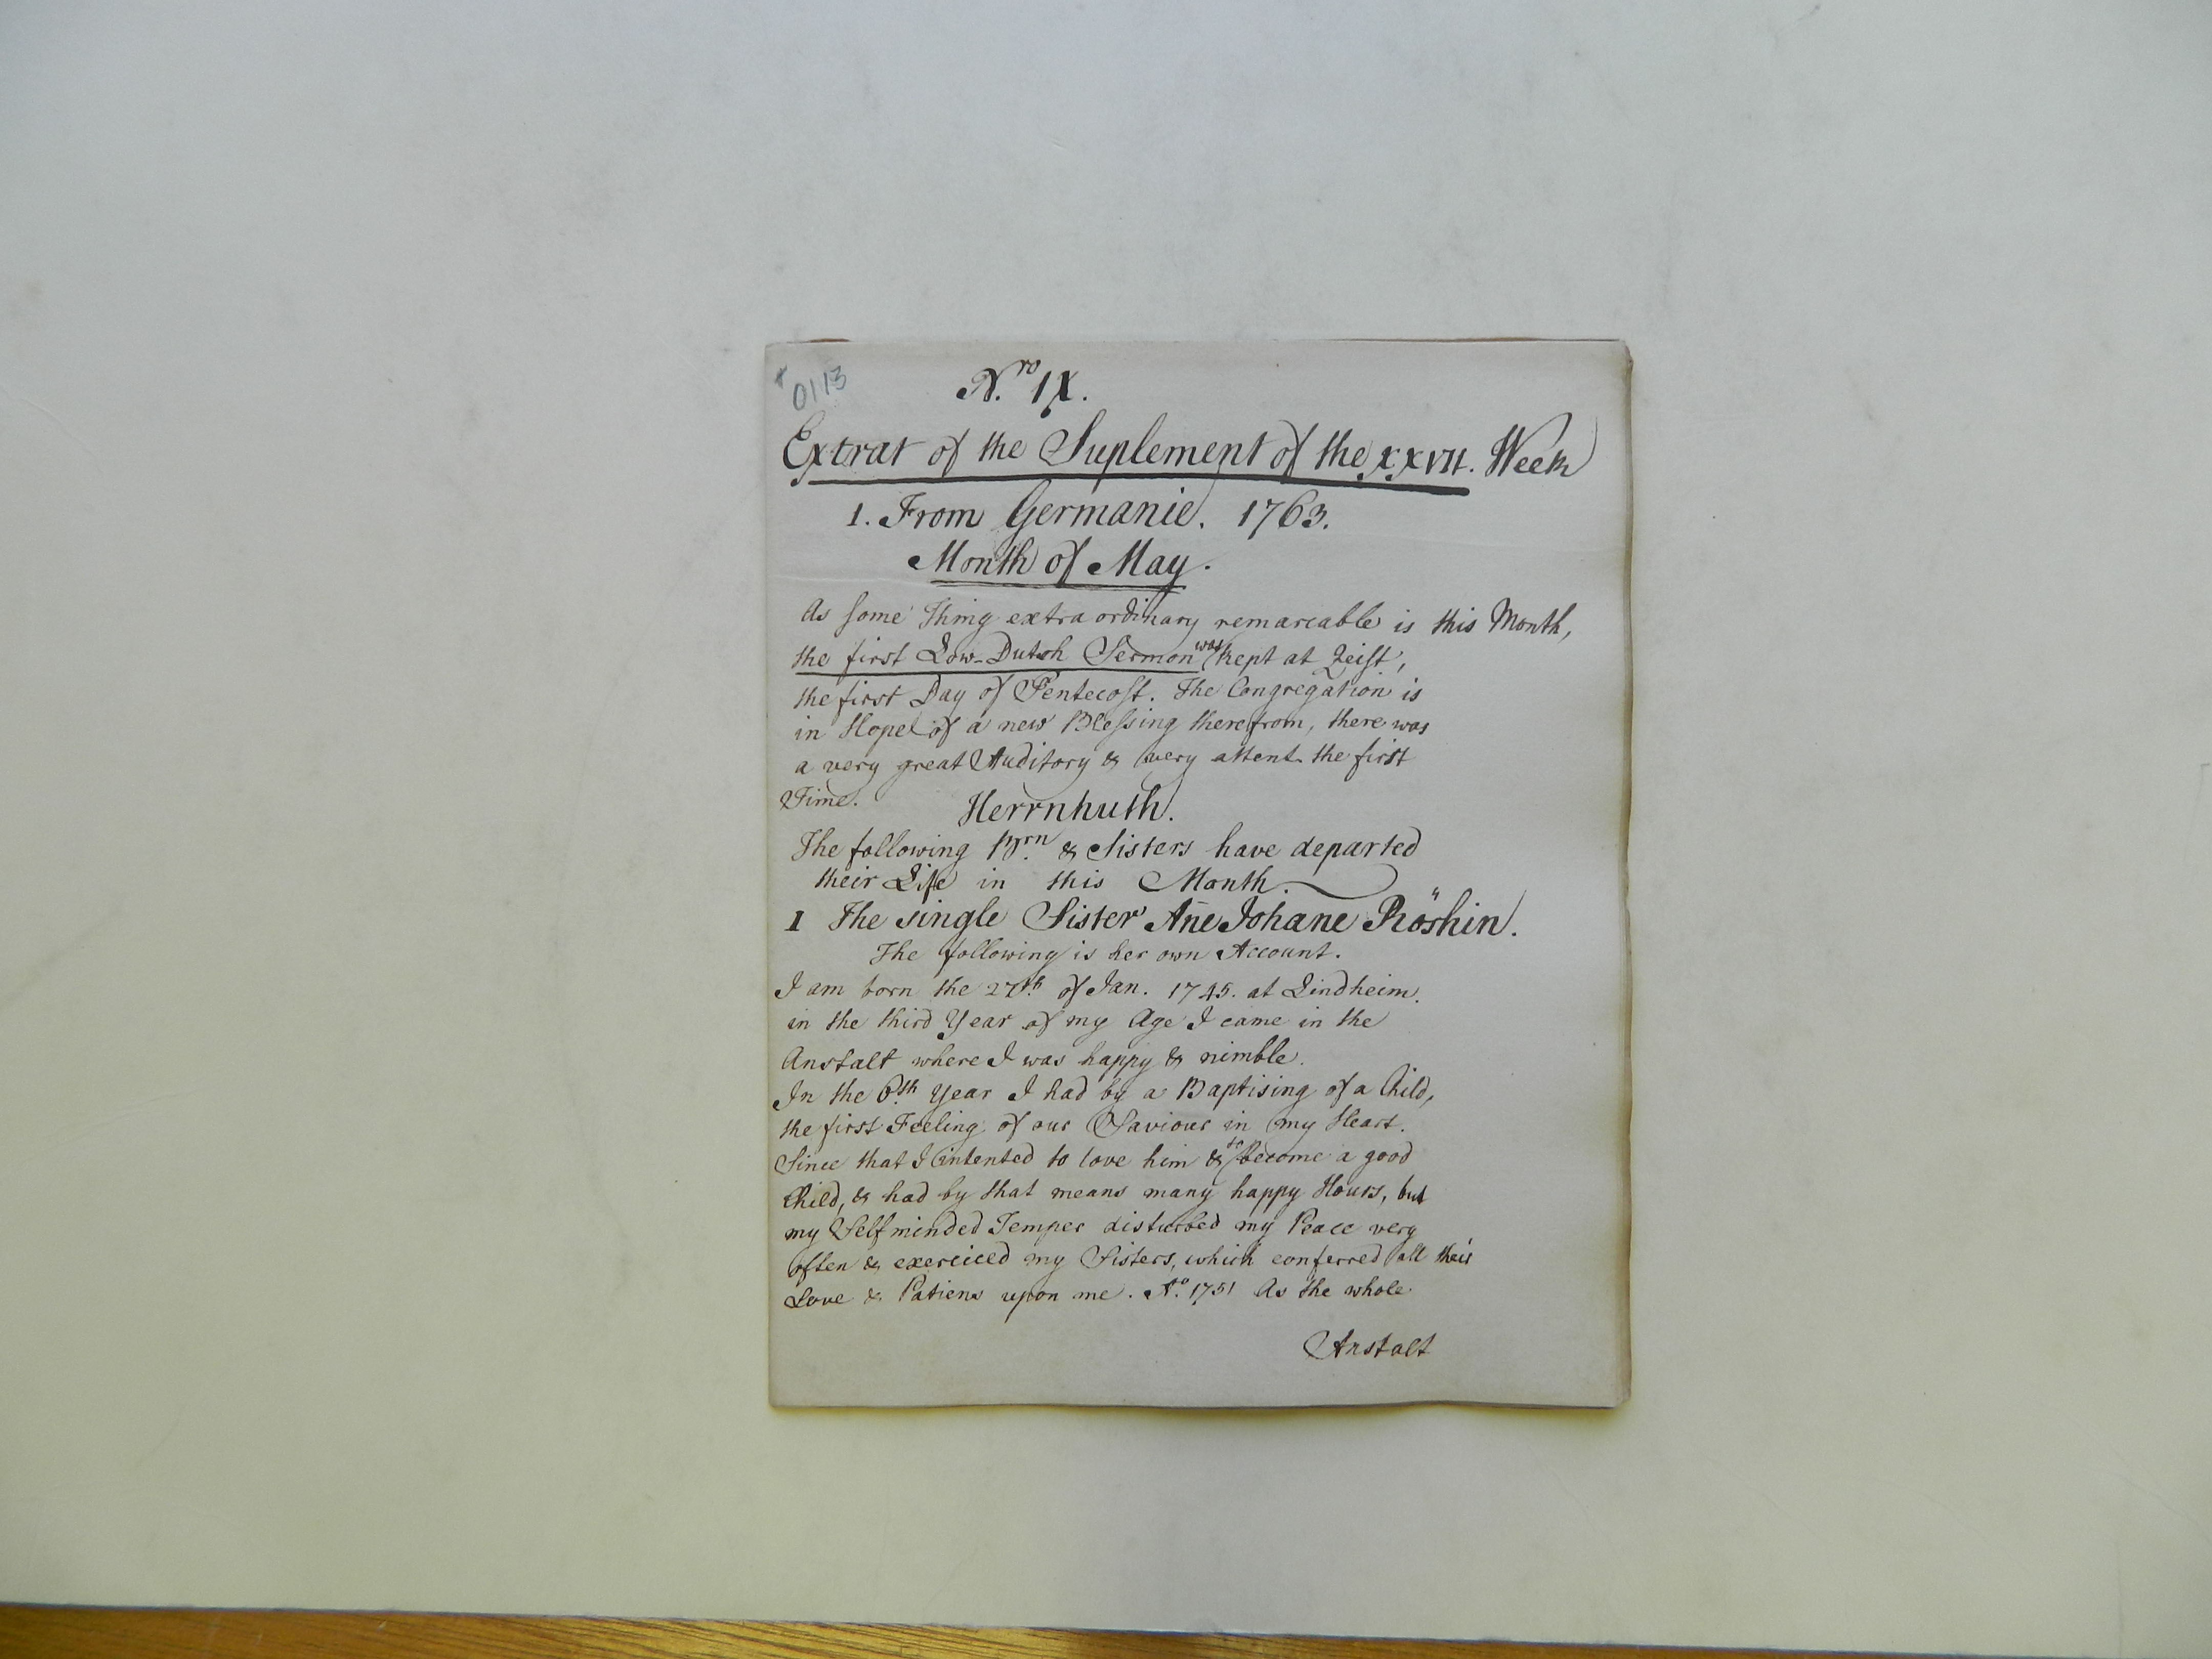 0113
N.ro IX.
Extrat of the Suplement of the XXVII. Week
1. From Germanie. 1763.
Month of May.
As some Thing extra ordinary remarcable is this Month,
the first Low-Dutsh Sermon was kept at Zeist,
the first Day of Pentecost. The Congregation is
in Hope of a new Blessing therefrom, there was
a very great Auditory & very attent the first
Time.
Herrnhuth.
The following Br.rn & Sisters have departed
their Life in this Month.
1 The single Sister Añe Johane Röshin.
The following is her own Account.
I am born the 27th of Jan. 1745. at Lindheim.
in the third Year of my Age I came in the
Anstalt where I was happy & nimble.
In the 6th Year I had by a Baptising of a Child,
the first Feeling of our Saviour in my Heart.
Since that I intented to love him & to become a good
Child, & had by that means many happy Hours, but
my Selfminded Temper disturbed my Peace very
often & exerciced my Sisters, which conferred all their
Love & Patiens upon me. Ao. 1751 As the whole
Anstalt